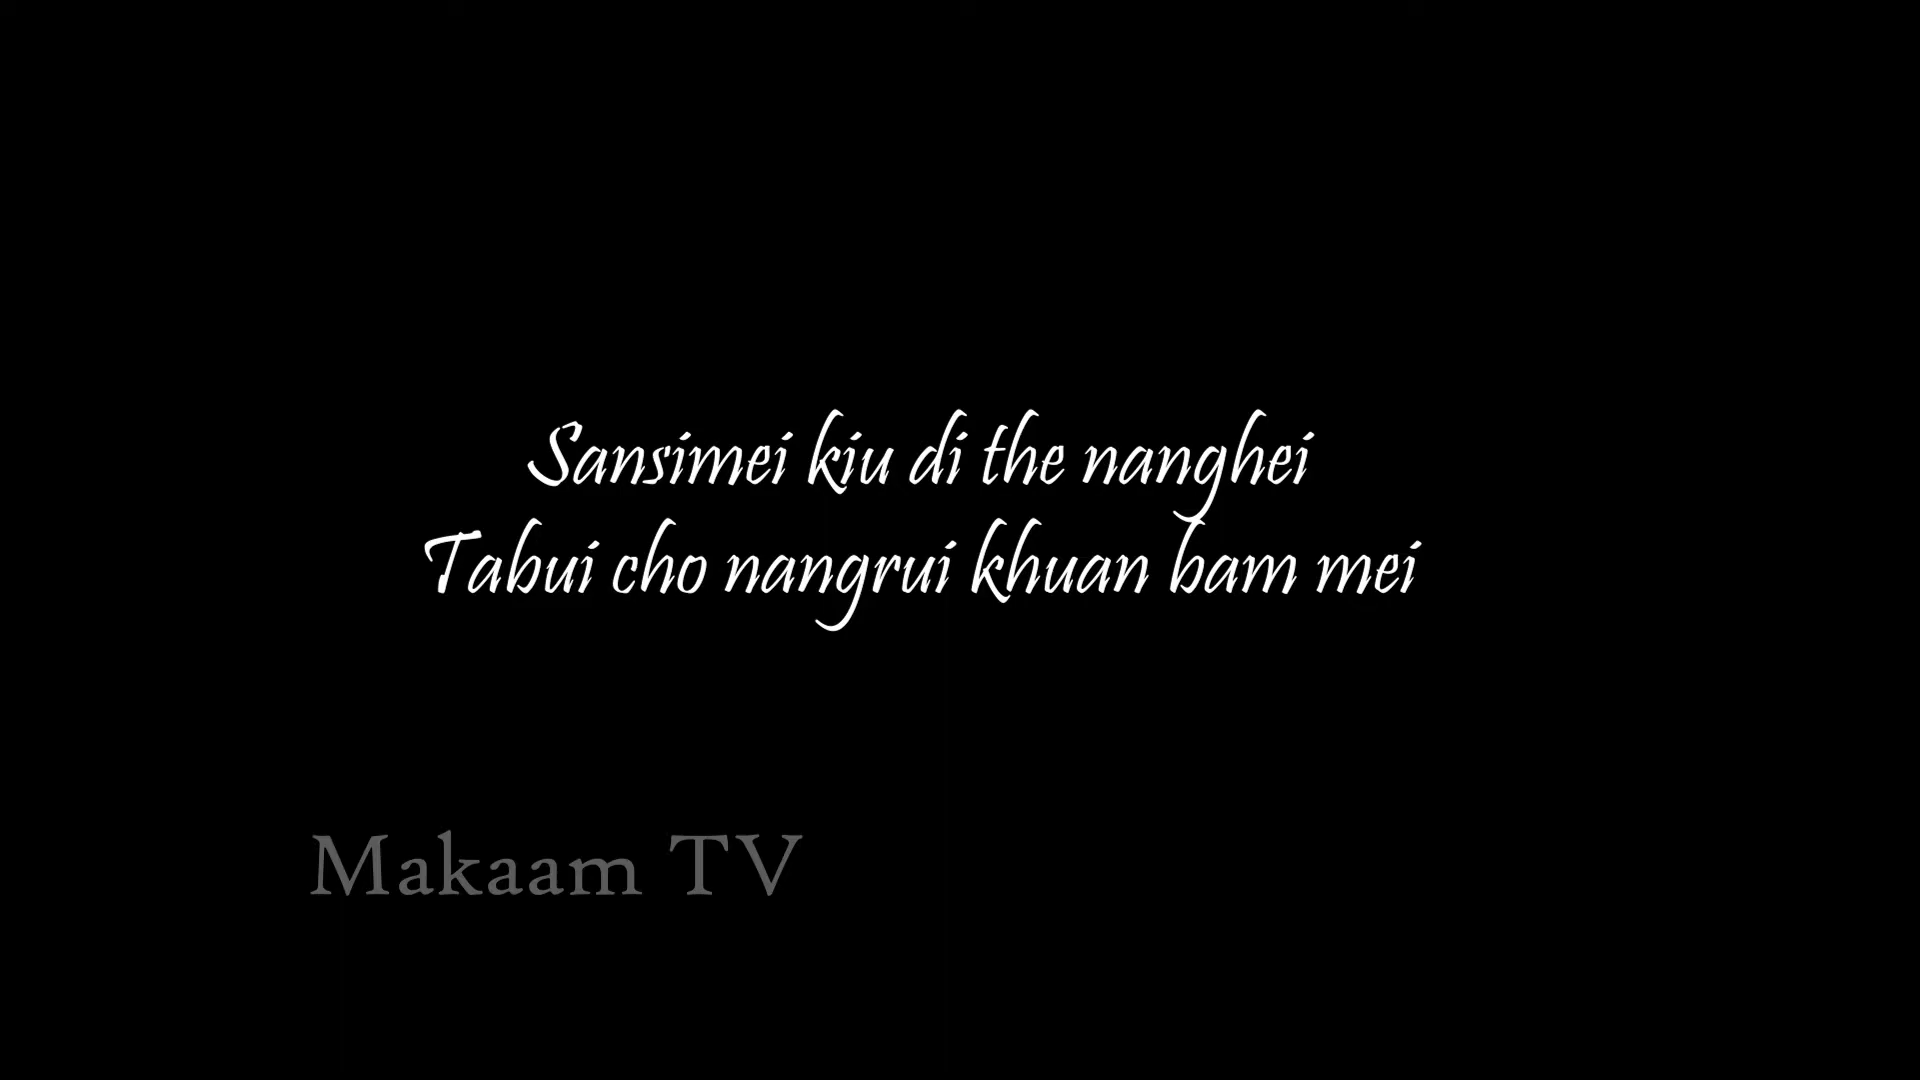 Sansimei kiu di the nanghei
Tabui cho nangrui khuan bam mei
Makaam TV